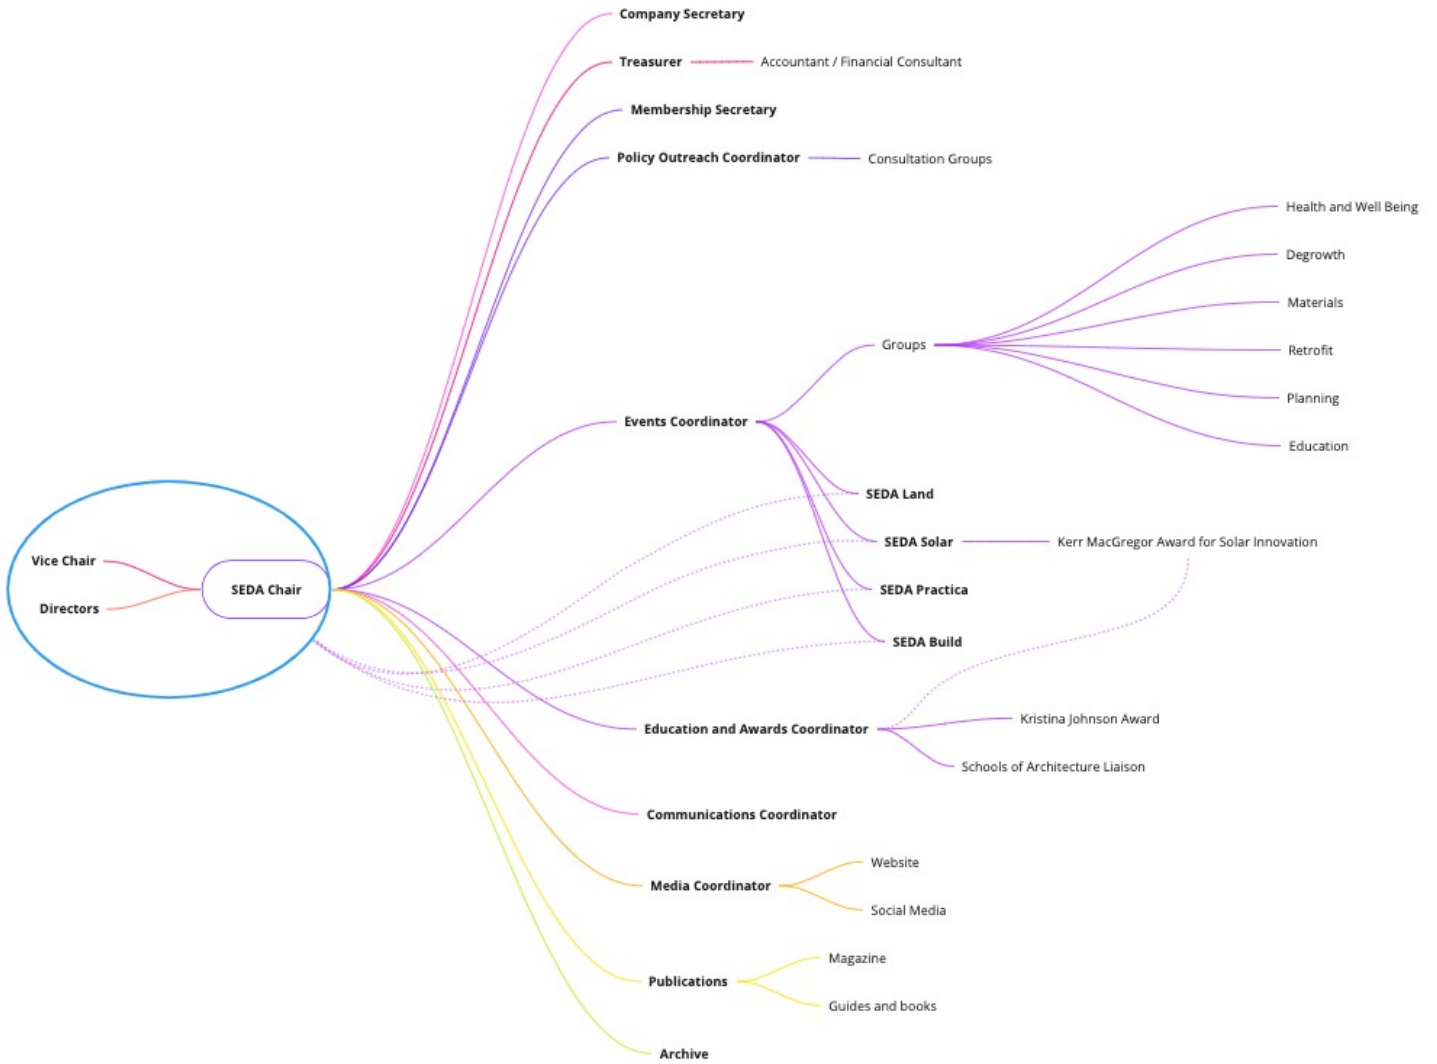 Company Secretary
Treasurer
Accountant / Financial Consultant
Membership Secretary
Policy Outreach Coordinator
Consultation Groups
Health and Well Being
Degrowth
Materials
Groups
Retrofit
Planning
Events Coordinator
Education
SEDA Land
SEDA Solar
Kerr MacGregor Award for Solar Innovation
Vice Chair
SEDA Chair
SEDA Practica
Directors
SEDA Build
Education and Awards Coordinator
Kristina Johnson Award
Schools of Architecture Liaison
Communications Coordinator
Website
Media Coordinator
Social Media
Magazine
Publications
Guides and books
Archive